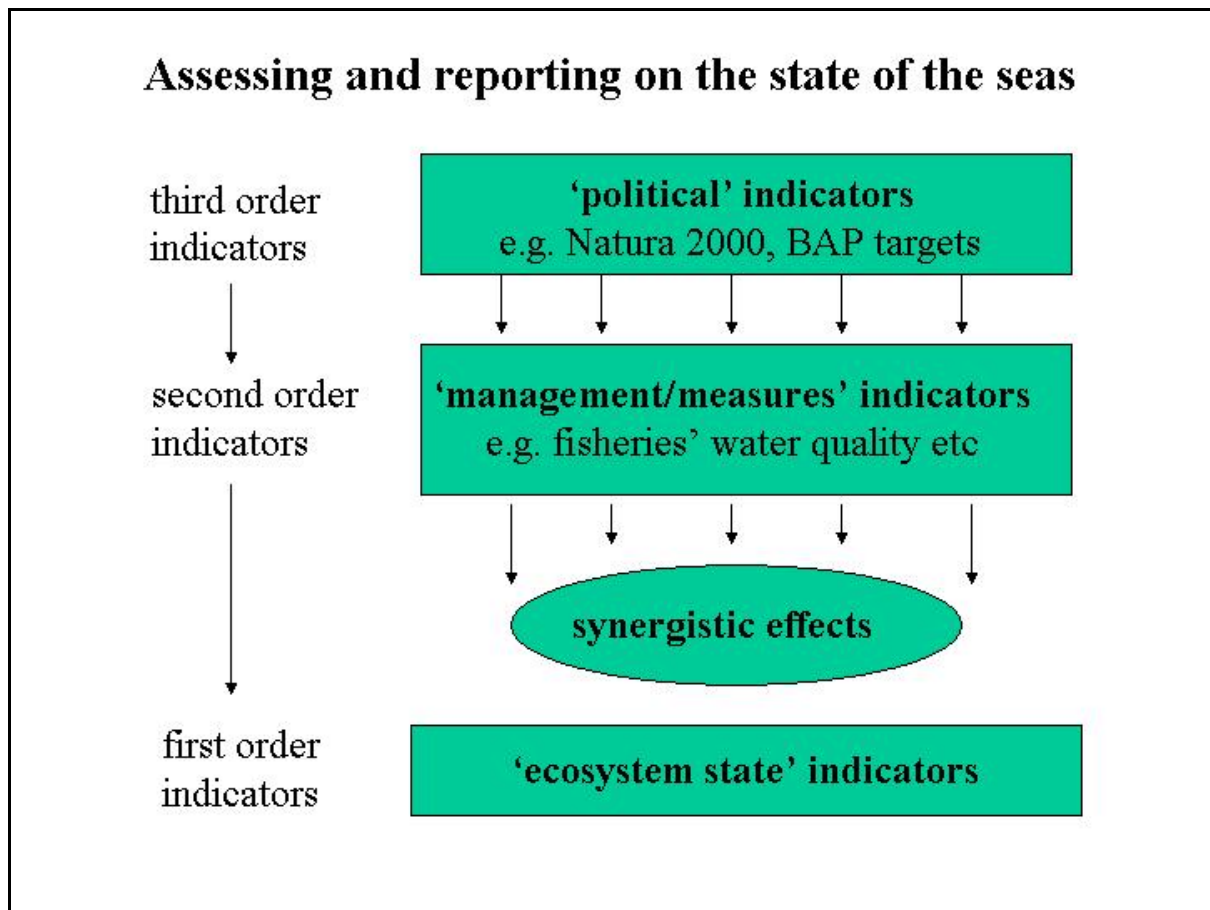 Assessing and reporting on the state of the seas
third order
indicators
‘political’ indicators
e.g. Natura 2000, BAP targets
second order
indicators
‘management/measures’ indicators
e.g. fisheries’ water quality etc
synergistic effects
first order
indicators
‘ecosystem state’ indicators